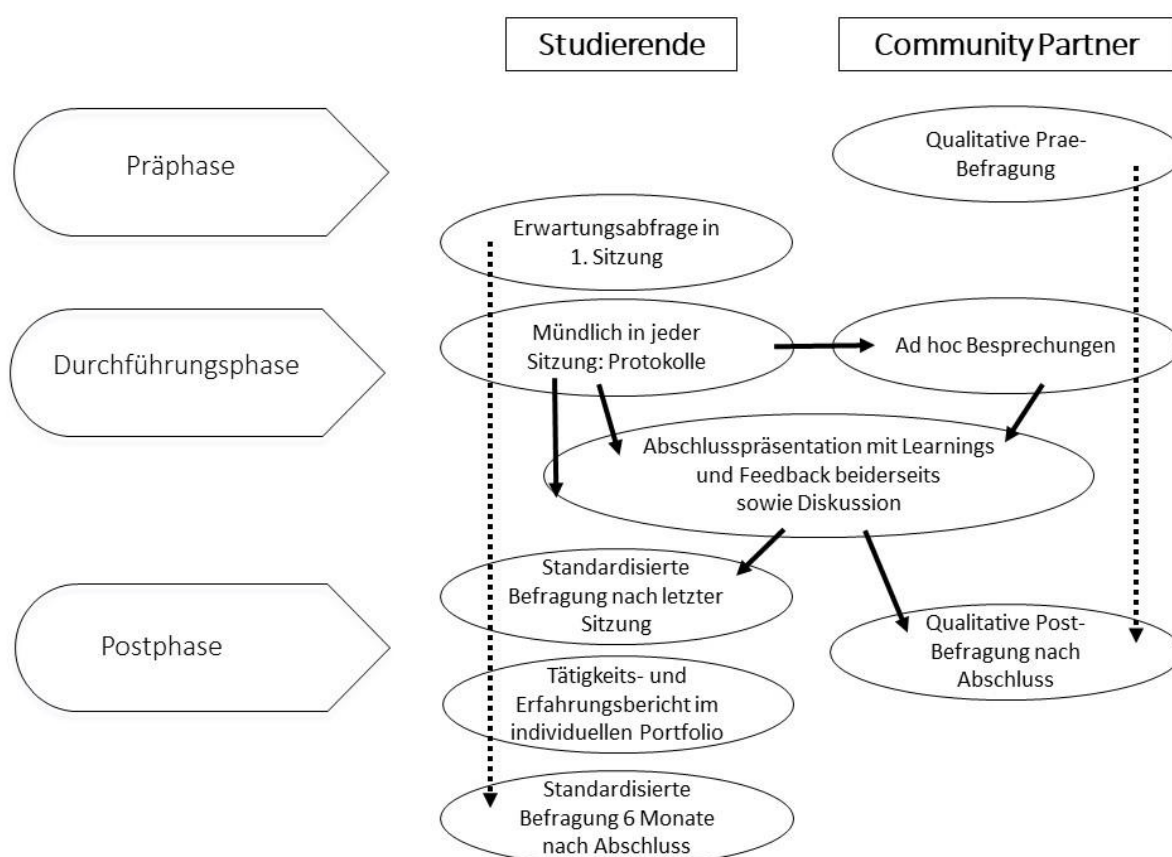 Studierende
Community Partner
Präphase
Qualitative Prae-
Befragung
Erwartungsabfrage in
1. Sitzung
Durchführungsphase
Mündlich in jeder
Sitzung: Protokolle
Ad hoc Besprechungen
Abschlusspräsentation mit Learnings
und Feedback beiderseits
sowie Diskussion
Postphase
Standardisierte
Befragung nach letzter
Sitzung
Qualitative Post-
Befragung nach
Abschluss
Tätigkeits- und
Erfahrungsbericht im
individuellen Portfolio
Standardisierte
Befragung 6 Monate
nach Abschluss